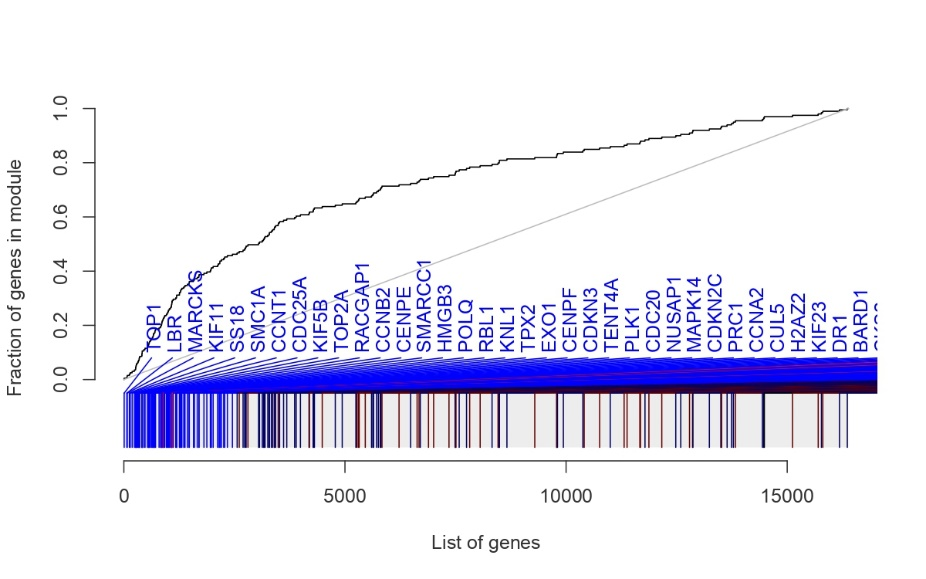 Fraction of genes in module
1.0
0.8
0.6
0.4
0.2
0.0
TOP1
LBR
MARCKS
KIF11
SS18
SMC1A
CCNT1
CDC25A
KIF5B
TOP2A
RACGAP1
CCNB2
CENPE
SMARCC1
HMGB3
POLQ
RBL1
KNL1
TPX2
EXO1
CENPF
CDKN3
TENT4A
PLK1
CDC20
NUSAP1
MAPK14
CDKN2C
PRC1
CCNA2
CUL5
H2AZ2
KIF23
DR1
BARD1
0 5000 10000 15000
List of genes